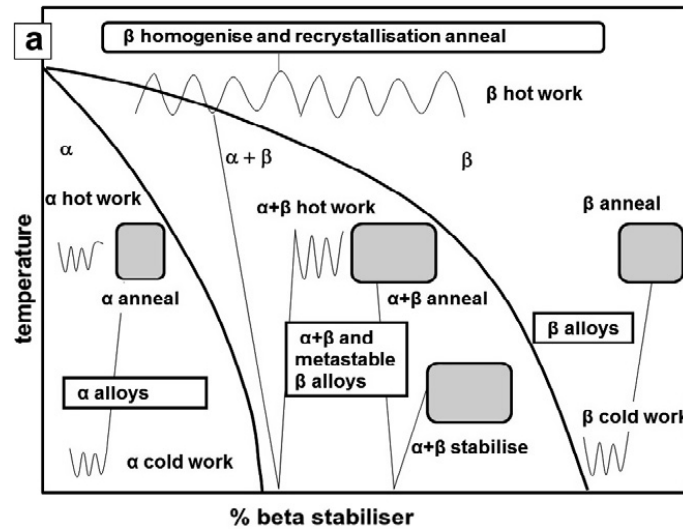 a
β homogenise and recrystallisation anneal
β hot work
α
α + β
β
α hot work
α+β hot work
β anneal
α anneal
α+β anneal
temperature
α+β and
metastable
β alloys
β alloys
α alloys
β cold work
α+β stabilise
α cold work
% beta stabiliser